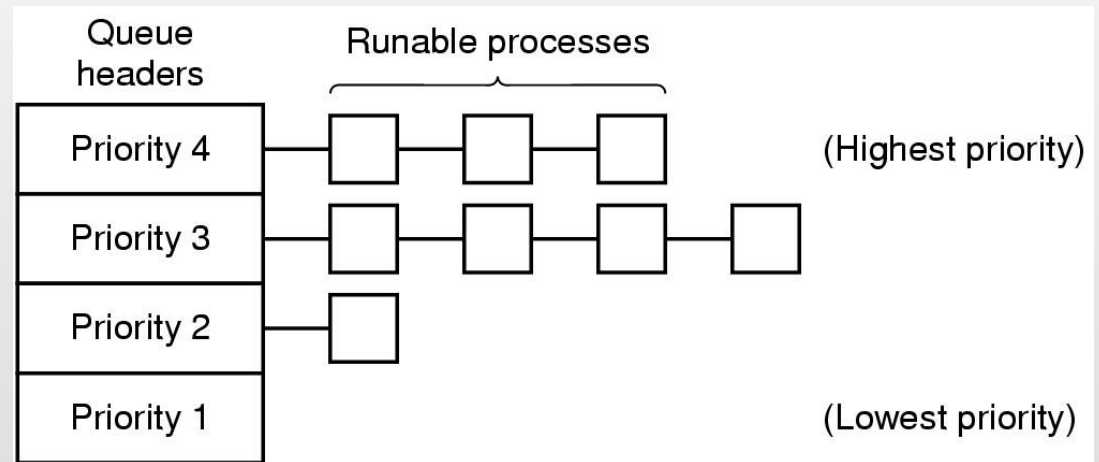 Queue
headers
Runable processes
Priority 4
(Highest priority)
Priority 3
Priority 2
Priority 1
(Lowest priority)